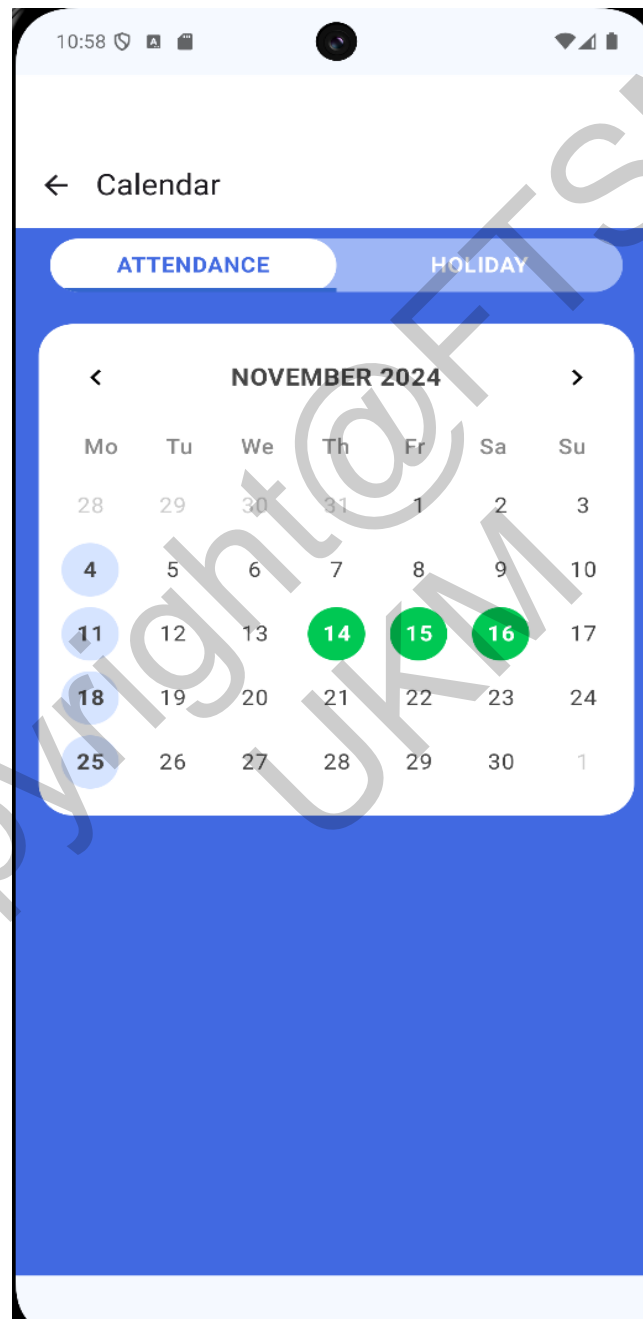 10:58
Calendar
ATTENDANCE HOLIDAY
NOVEMBER 2024
Mo Tu We Th Fr Sa Su
28 29 30 31 1 2 3
4 5 6 7 8 9 10
11 12 13 14 15 16 17
18 19 20 21 22 23 24
25 26 27 28 29 30 1
pyright@FTS
UKM